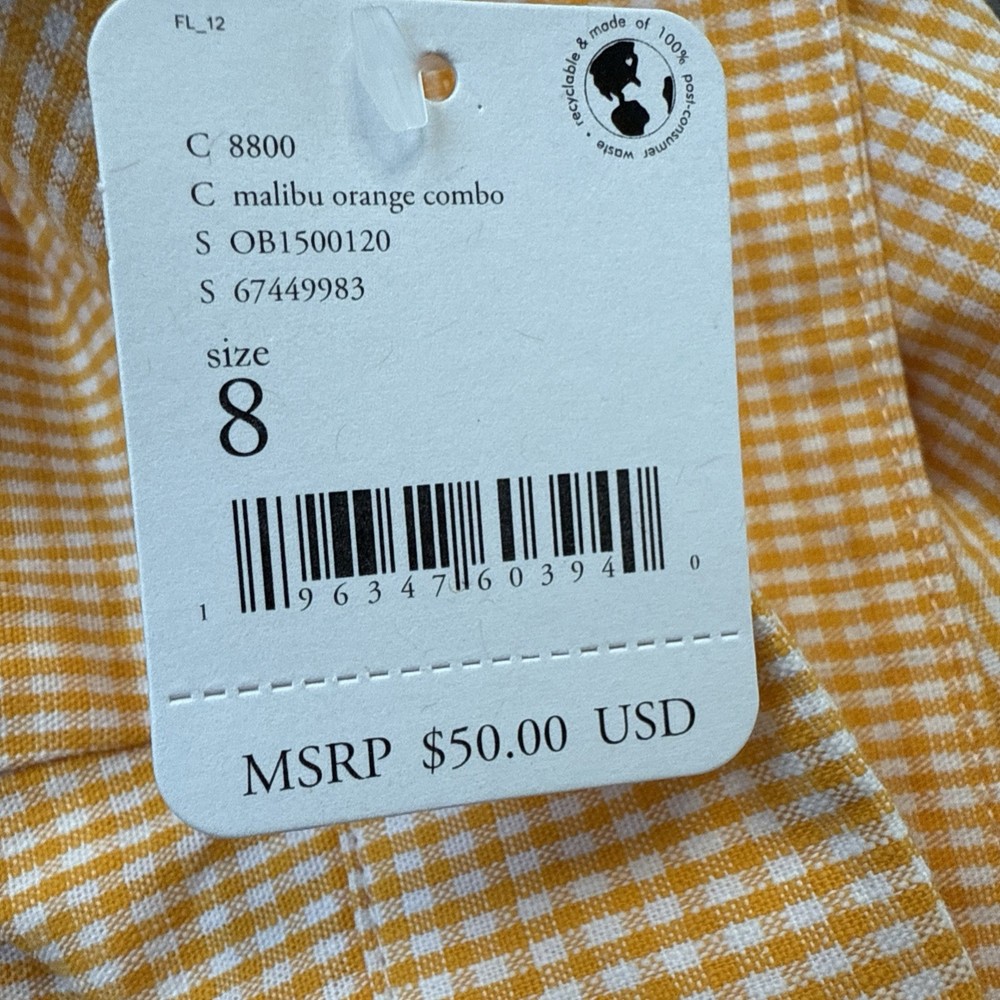 FL_12
recyclable & made of 100% post-consumer waste •
C 8800
C malibu orange combo
S OB1500120
S 67449983
size
8
1 96347 60394 0
MSRP $50.00 USD